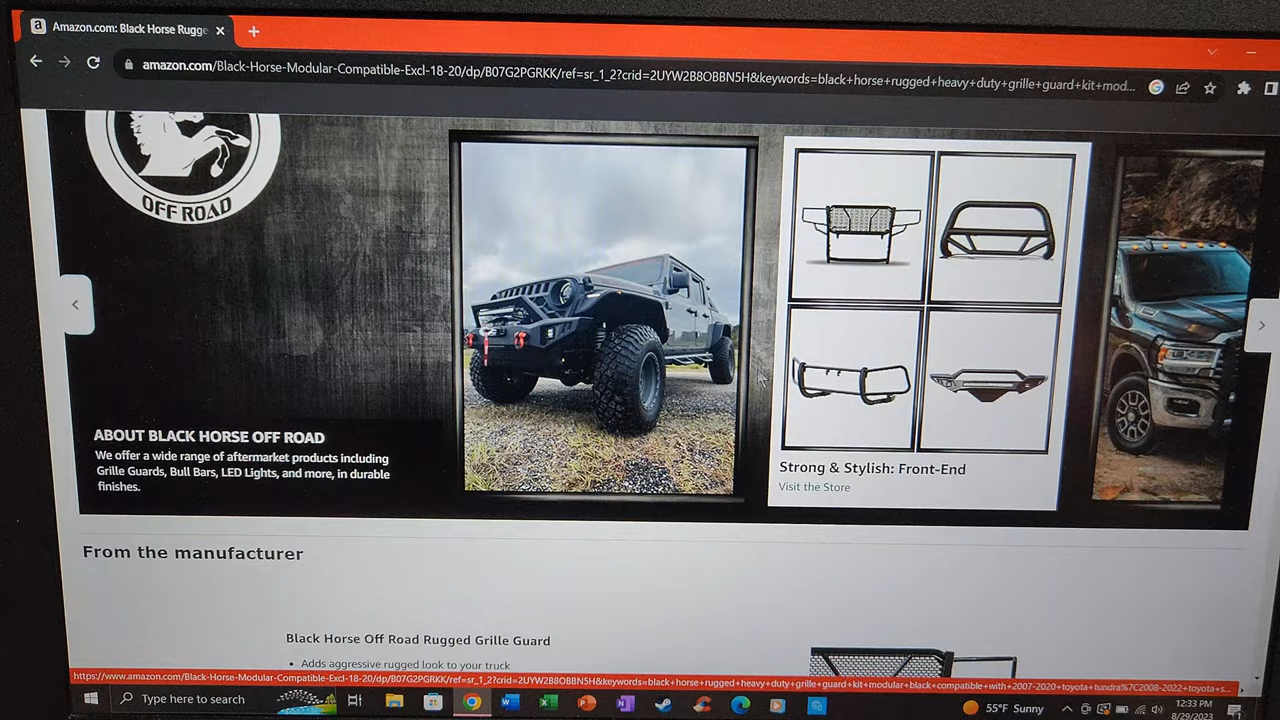 Amazon.com: Black Horse Rugge
amazon.com/Black-Horse-Modular-Compatible-Excl-18-20/dp/B07G2PGRKK/ref=sr_1_2?crid=2UYW2B8OBBN5H&keywords=black+horse+rugged+heavy+duty+grille+guard+kit+mod...
OFF ROAD
ABOUT BLACK HORSE OFF ROAD
We offer a wide range of aftermarket products including
Grille Guards, Bull Bars, LED Lights, and more, in durable
finishes.
Strong & Stylish: Front-End
Visit the Store
From the manufacturer
Black Horse Off Road Rugged Grille Guard
• Adds aggressive rugged look to your truck
https://www.amazon.com/Black-Horse-Modular-Compatible-Excl-18-20/dp/B07G2PGRKK/ref=sr_1_2?crid=2UYW2B8OBBN5H&keywords=black+horse+rugged+heavy+duty+grille+guard+kit+modular+black+compatible+with+2007-2020+toyota+tundra%7C2008-2022+toyota+s...
Type here to search
55°F Sunny
12:33 PM
8/29/2023